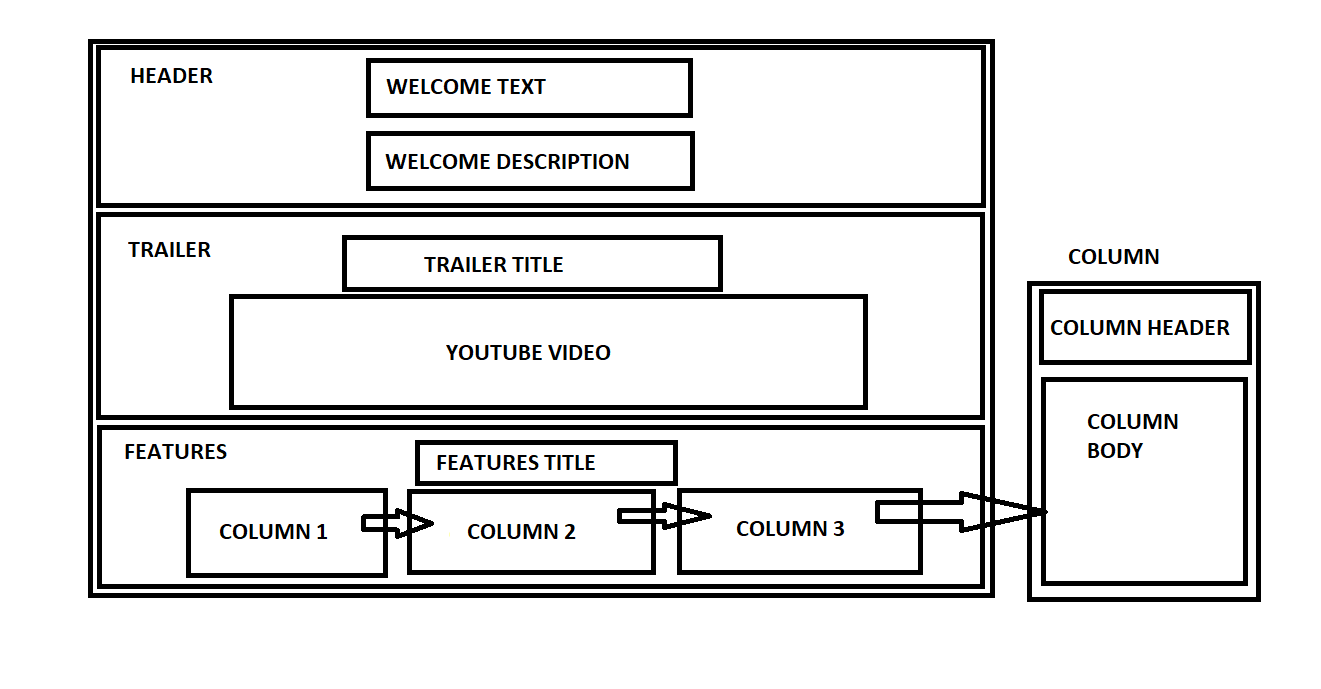 HEADER
WELCOME TEXT
WELCOME DESCRIPTION
TRAILER
TRAILER TITLE
YOUTUBE VIDEO
FEATURES
FEATURES TITLE
COLUMN 1
COLUMN 2
COLUMN 3
COLUMN
COLUMN HEADER
COLUMN
BODY